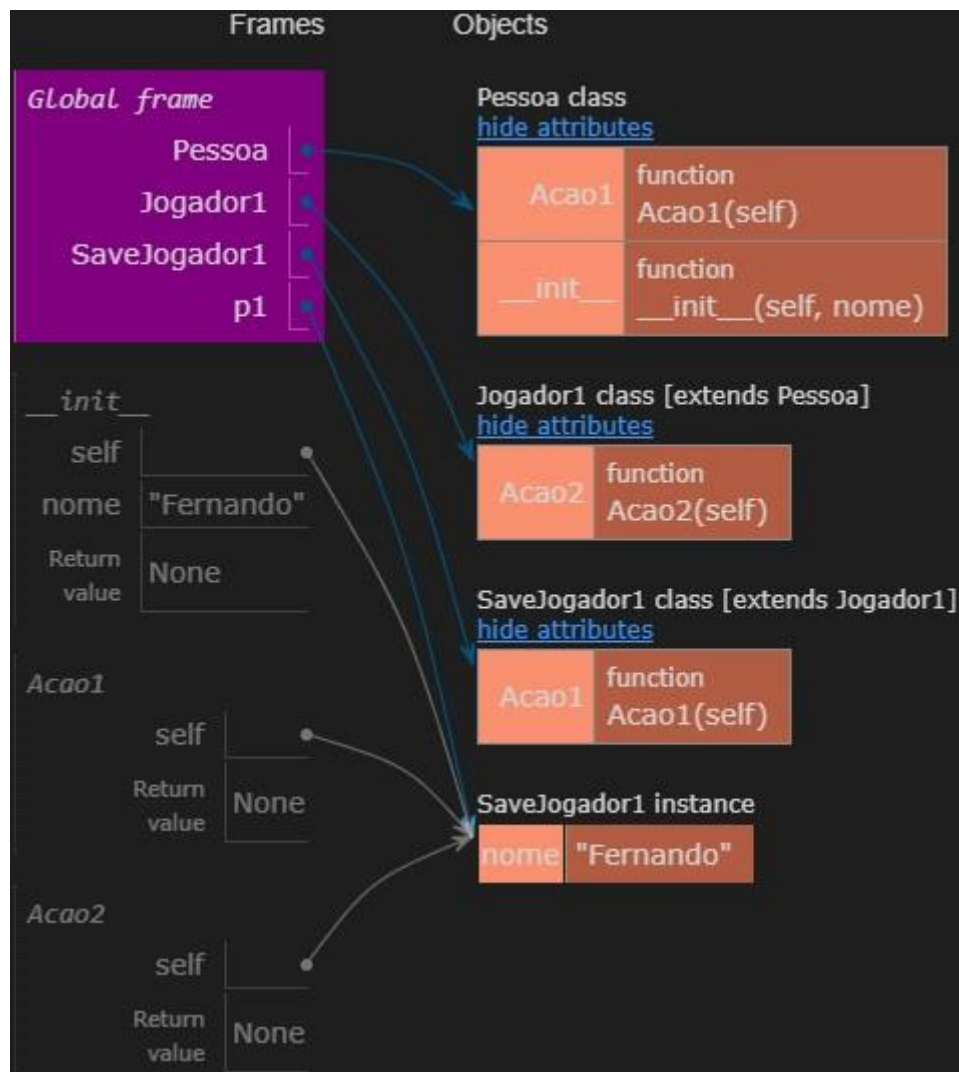 Frames Objects
Global frame
Pessoa
Jogador1
SaveJogador1
p1
__init__
self
nome "Fernando"
Return
value None
Acao1
self
Return
value None
Acao2
self
Return
value None
Pessoa class
hide attributes
Acao1 function
Acao1(self)
__init__ function
__init__(self, nome)
Jogador1 class [extends Pessoa]
hide attributes
Acao2 function
Acao2(self)
SaveJogador1 class [extends Jogador1]
hide attributes
Acao1 function
Acao1(self)
SaveJogador1 instance
nome "Fernando"